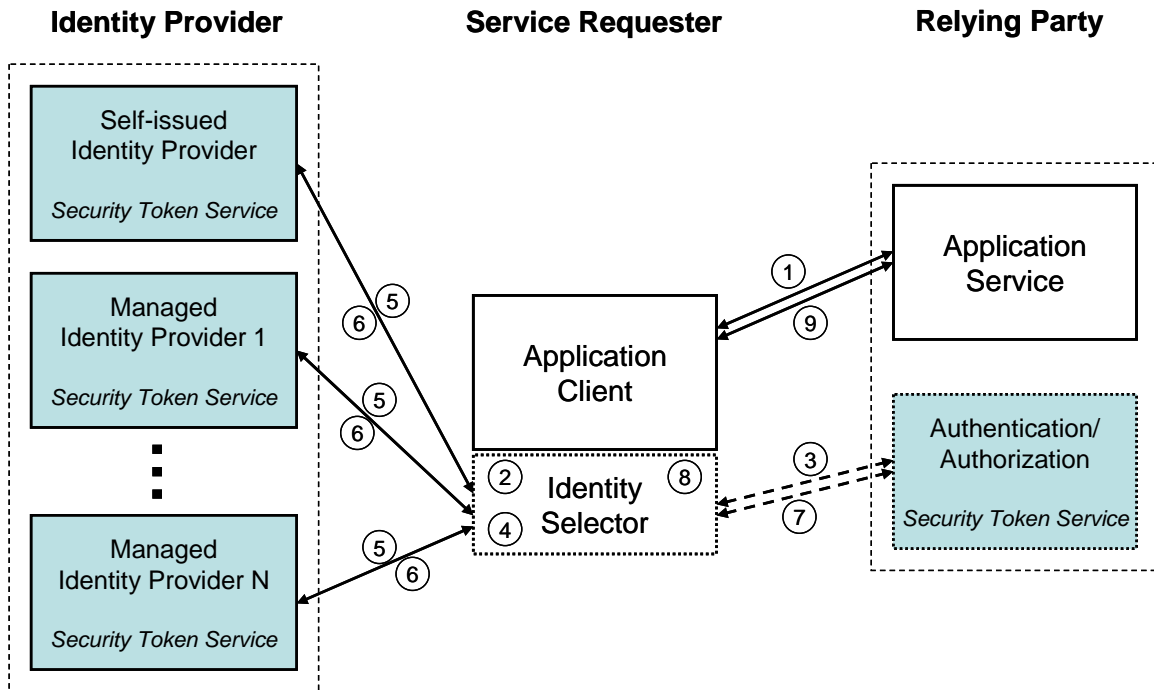 Identity Provider
Service Requester
Relying Party
Self-issued
Identity Provider
Security Token Service
Managed
Identity Provider 1
Security Token Service
Managed
Identity Provider N
Security Token Service
5
6
5
6
5
6
Application
Client
2
8
Identity
Selector
4
1
9
3
7
Application
Service
Authentication/
Authorization
Security Token Service